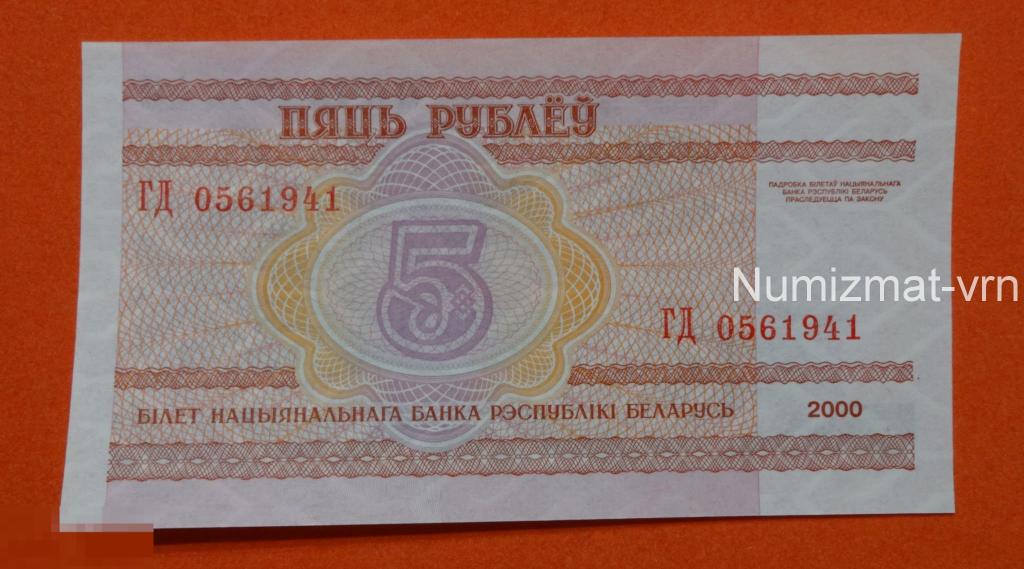 ПЯЦЬ РУБЛЁЎ
ГД 0561941
ПАДРОБКА БІЛЕТАЎ НАЦЫЯНАЛЬНАГА
БАНКА РЭСПУБЛІКІ БЕЛАРУСЬ
ПРАСЛЕДУЕЦЦА ПА ЗАКОНУ
5
Numizmat-vrn
ГД 0561941
БІЛЕТ НАЦЫЯНАЛЬНАГА БАНКА РЭСПУБЛІКІ БЕЛАРУСЬ
2000